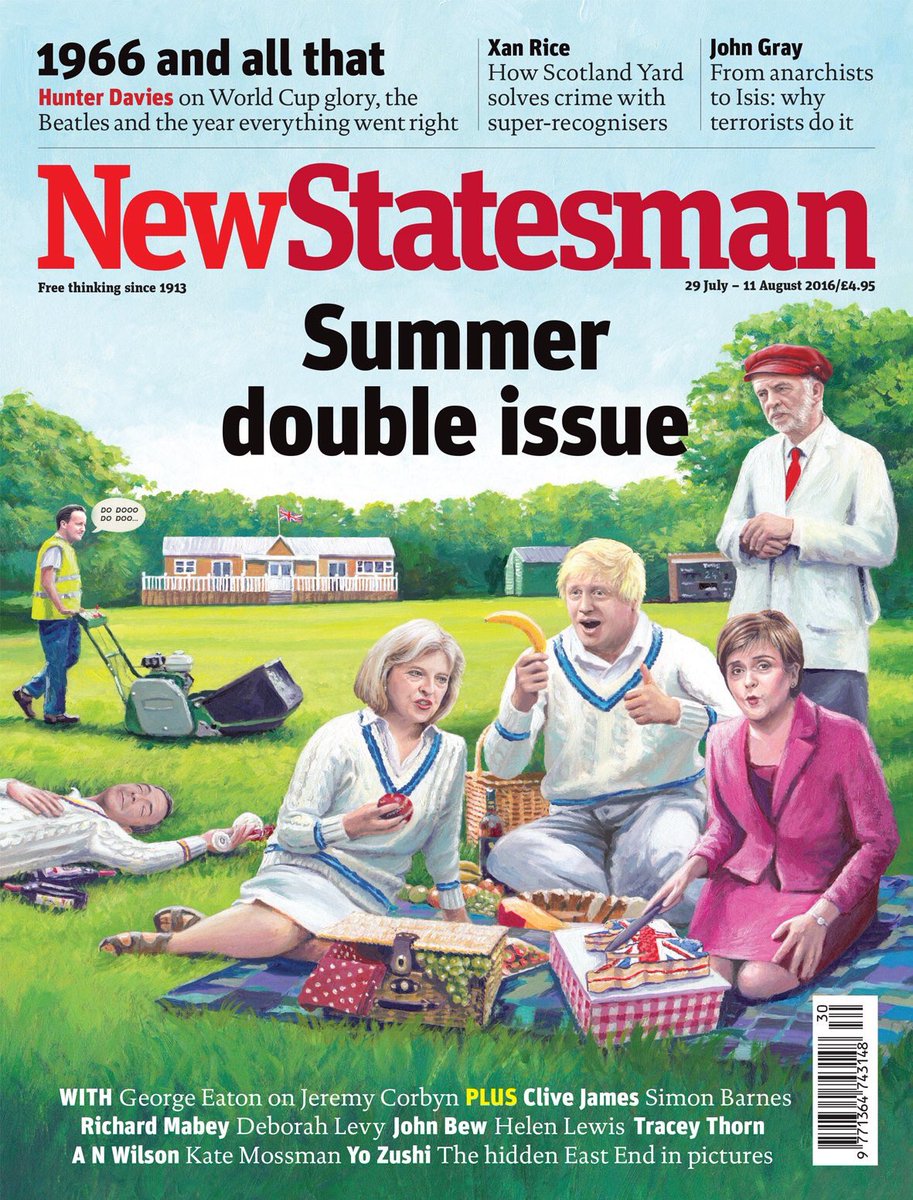 1966 and all that
Hunter Davies on World Cup glory, the
Beatles and the year everything went right
Xan Rice
How Scotland Yard
solves crime with
super-recognisers
John Gray
From anarchists
to Isis: why
terrorists do it
NewStatesman
Free thinking since 1913
29 July – 11 August 2016/£4.95
Summer
double issue
DO DOOO
DO DOO...
24
WITH George Eaton on Jeremy Corbyn PLUS Clive James Simon Barnes
Richard Mabey Deborah Levy John Bew Helen Lewis Tracey Thorn
A N Wilson Kate Mossman Yo Zushi The hidden East End in pictures
30
9 771364 743148